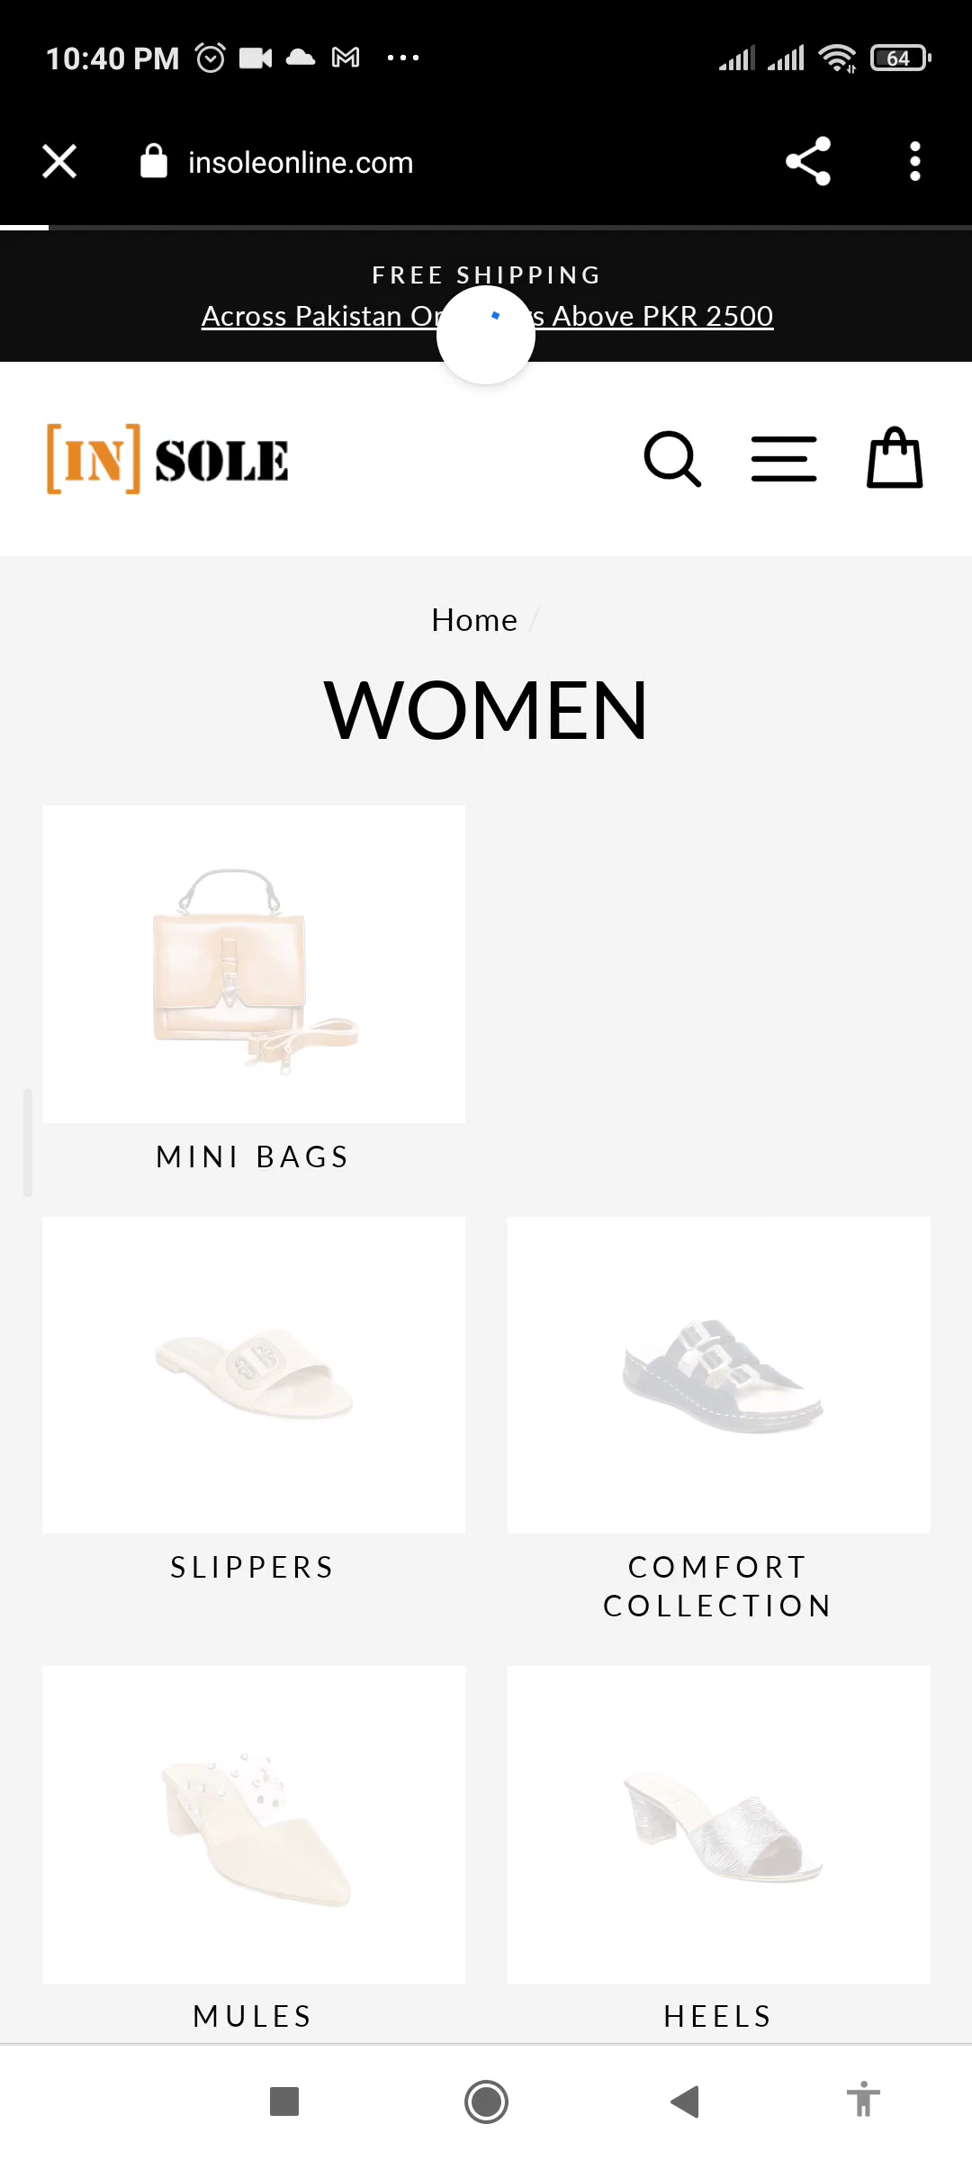 10:40 PM
64
insoleonline.com
FREE SHIPPING
Across Pakistan Above PKR 2500
[IN] SOLE
Home /
WOMEN
MINI BAGS
SLIPPERS
COMFORT
COLLECTION
MULES
HEELS